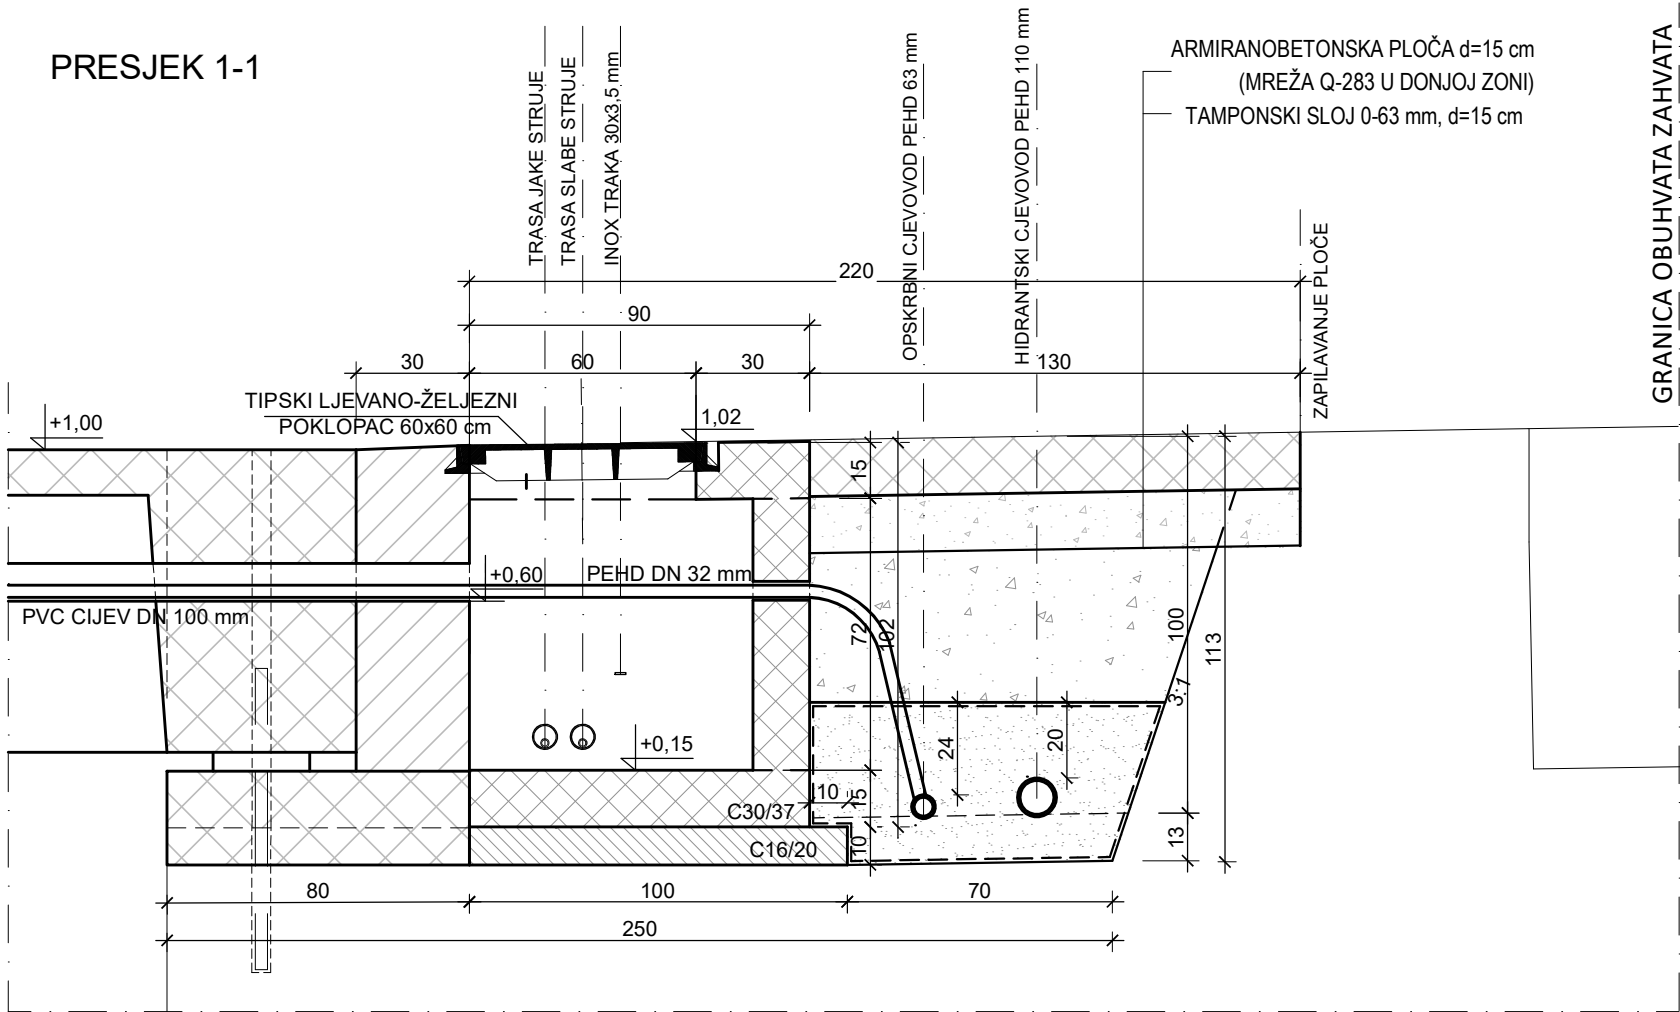 PRESJEK 1-1
TRASA JAKE STRUJE
TRASA SLABE STRUJE
INOX TRAKA 30x3,5 mm
OPSKRBNI CJEVOVOD PEHD 63 mm
HIDRANTSKI CJEVOVOD PEHD 110 mm
ARMIRANOBETONSKA PLOČA d=15 cm
(MREŽA Q-283 U DONJOJ ZONI)
TAMPONSKI SLOJ 0-63 mm, d=15 cm
ZAPILAVANJE PLOČE
GRANICA OBUHVATA ZAHVATA
220
90
30
60
30
130
TIPSKI LJEVANO-ŽELJEZNI
POKLOPAC 60x60 cm
+1,00
1,02
15
+0,60
PEHD DN 32 mm
PVC CIJEV DN 100 mm
72
102
100
113
3:1
+0,15
24
20
10
15
C30/37
C16/20
10
13
80
100
70
250